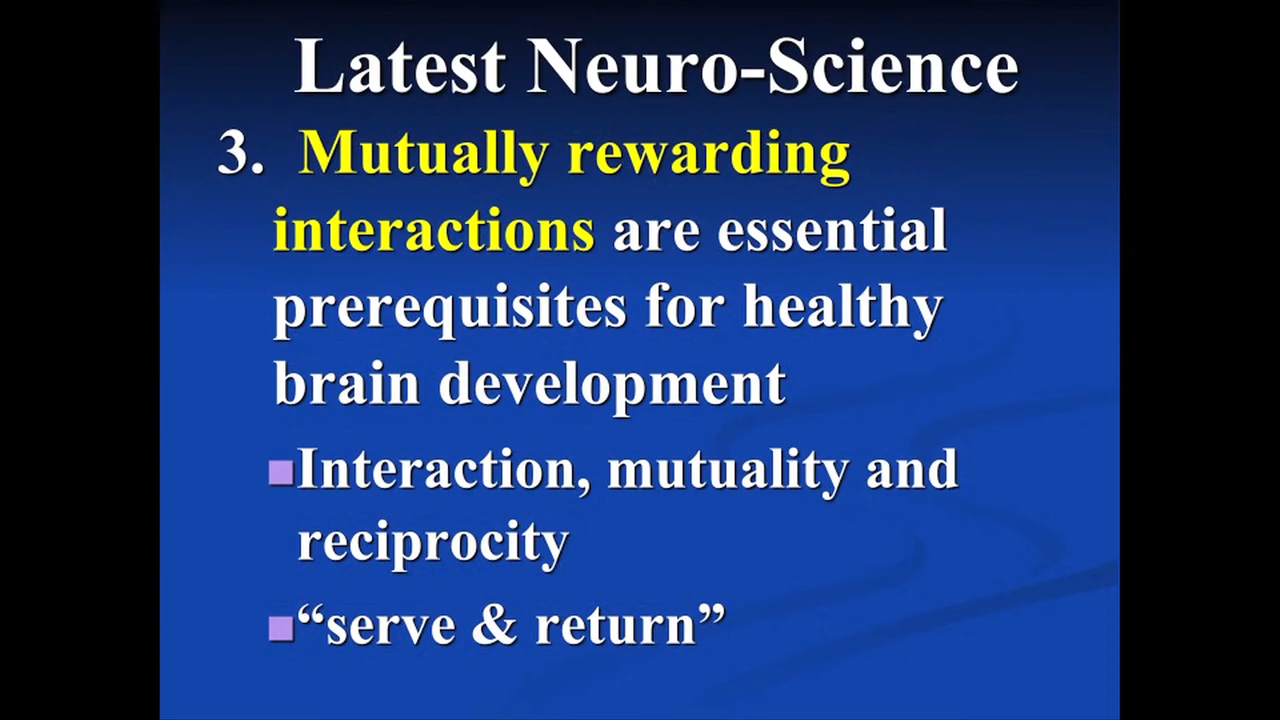 Latest Neuro-Science
3. Mutually rewarding
interactions are essential
prerequisites for healthy
brain development
Interaction, mutuality and
reciprocity
“serve & return”